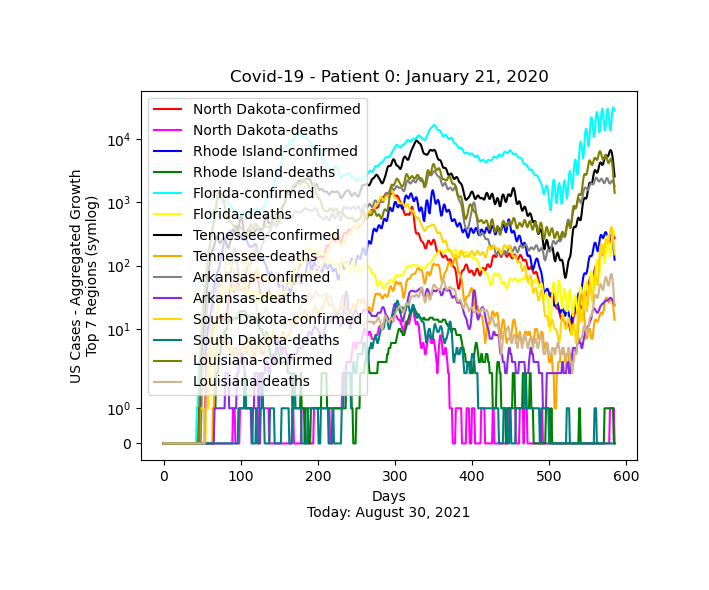 Covid-19 - Patient 0: January 21, 2020
US Cases - Aggregated Growth
Top 7 Regions (symlog)
10^4
10^3
10^2
10^1
10^0
0
North Dakota-confirmed
North Dakota-deaths
Rhode Island-confirmed
Rhode Island-deaths
Florida-confirmed
Florida-deaths
Tennessee-confirmed
Tennessee-deaths
Arkansas-confirmed
Arkansas-deaths
South Dakota-confirmed
South Dakota-deaths
Louisiana-confirmed
Louisiana-deaths
0 100 200 300 400 500 600
Days
Today: August 30, 2021